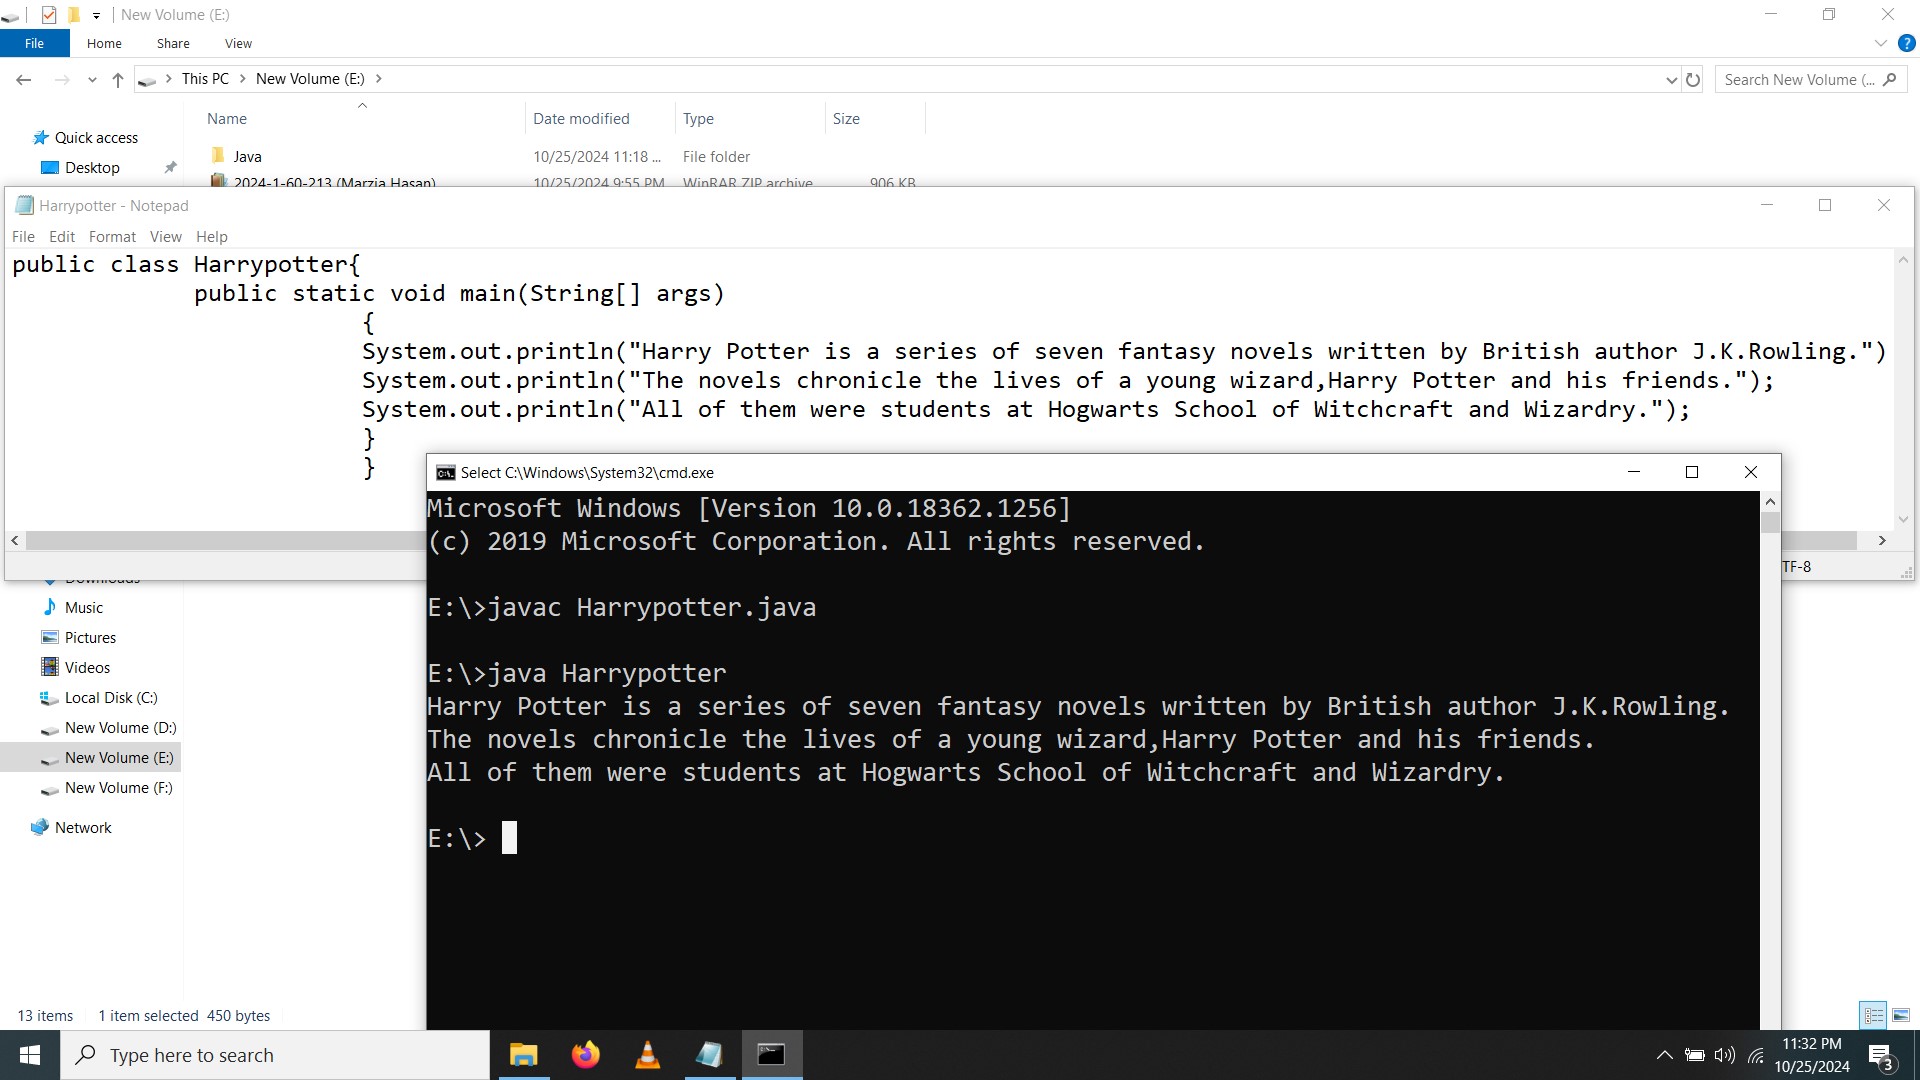 New Volume (E:)
File Home Share View
This PC New Volume (E:)
Search New Volume (...
Name Date modified Type Size
Quick access
Java 10/25/2024 11:18 ... File folder
Desktop
2024-1-60-213 (Marzia Hasan) 10/25/2024 9:55 PM WinRAR ZIP archive 906 KB
Harrypotter - Notepad
File Edit Format View Help
public class Harrypotter{
public static void main(String[] args)
{
System.out.println("Harry Potter is a series of seven fantasy novels written by British author J.K.Rowling.")
System.out.println("The novels chronicle the lives of a young wizard,Harry Potter and his friends.");
System.out.println("All of them were students at Hogwarts School of Witchcraft and Wizardry.");
}
}
TF-8
Select C:\Windows\System32\cmd.exe
Microsoft Windows [Version 10.0.18362.1256]
(c) 2019 Microsoft Corporation. All rights reserved.
E:\>javac Harrypotter.java
E:\>java Harrypotter
Harry Potter is a series of seven fantasy novels written by British author J.K.Rowling.
The novels chronicle the lives of a young wizard,Harry Potter and his friends.
All of them were students at Hogwarts School of Witchcraft and Wizardry.
E:\>
Downloads
Music
Pictures
Videos
Local Disk (C:)
New Volume (D:)
New Volume (E:)
New Volume (F:)
Network
13 items 1 item selected 450 bytes
Type here to search
11:32 PM
10/25/2024
3